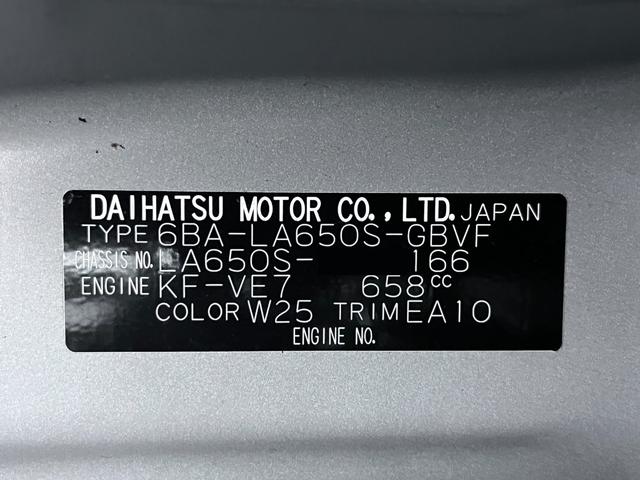 DAIHATSU MOTOR CO.,LTD. JAPAN
TYPE 6BA-LA650S-GBVF
CHASSIS NO. LA650S- 166
ENGINE KF-VE7 658CC
COLOR W25 TRIM EA10
ENGINE NO.